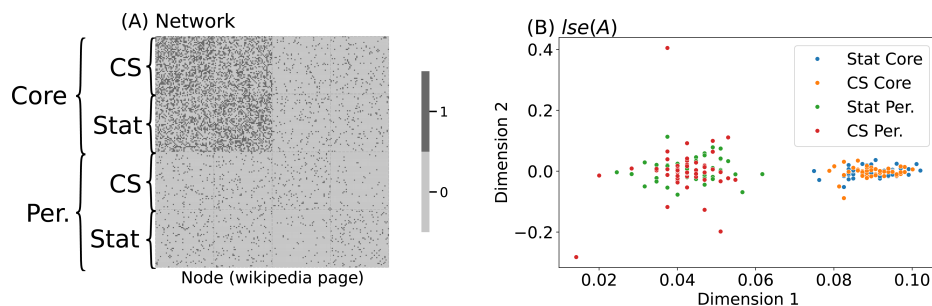 (A) Network
Core
Per.
CS
Stat
CS
Stat
Node (wikipedia page)
1
0
(B) lse(A)
Dimension 2
0.4
0.2
0.0
−0.2
0.02
0.04
0.06
0.08
0.10
Dimension 1
Stat Core
CS Core
Stat Per.
CS Per.